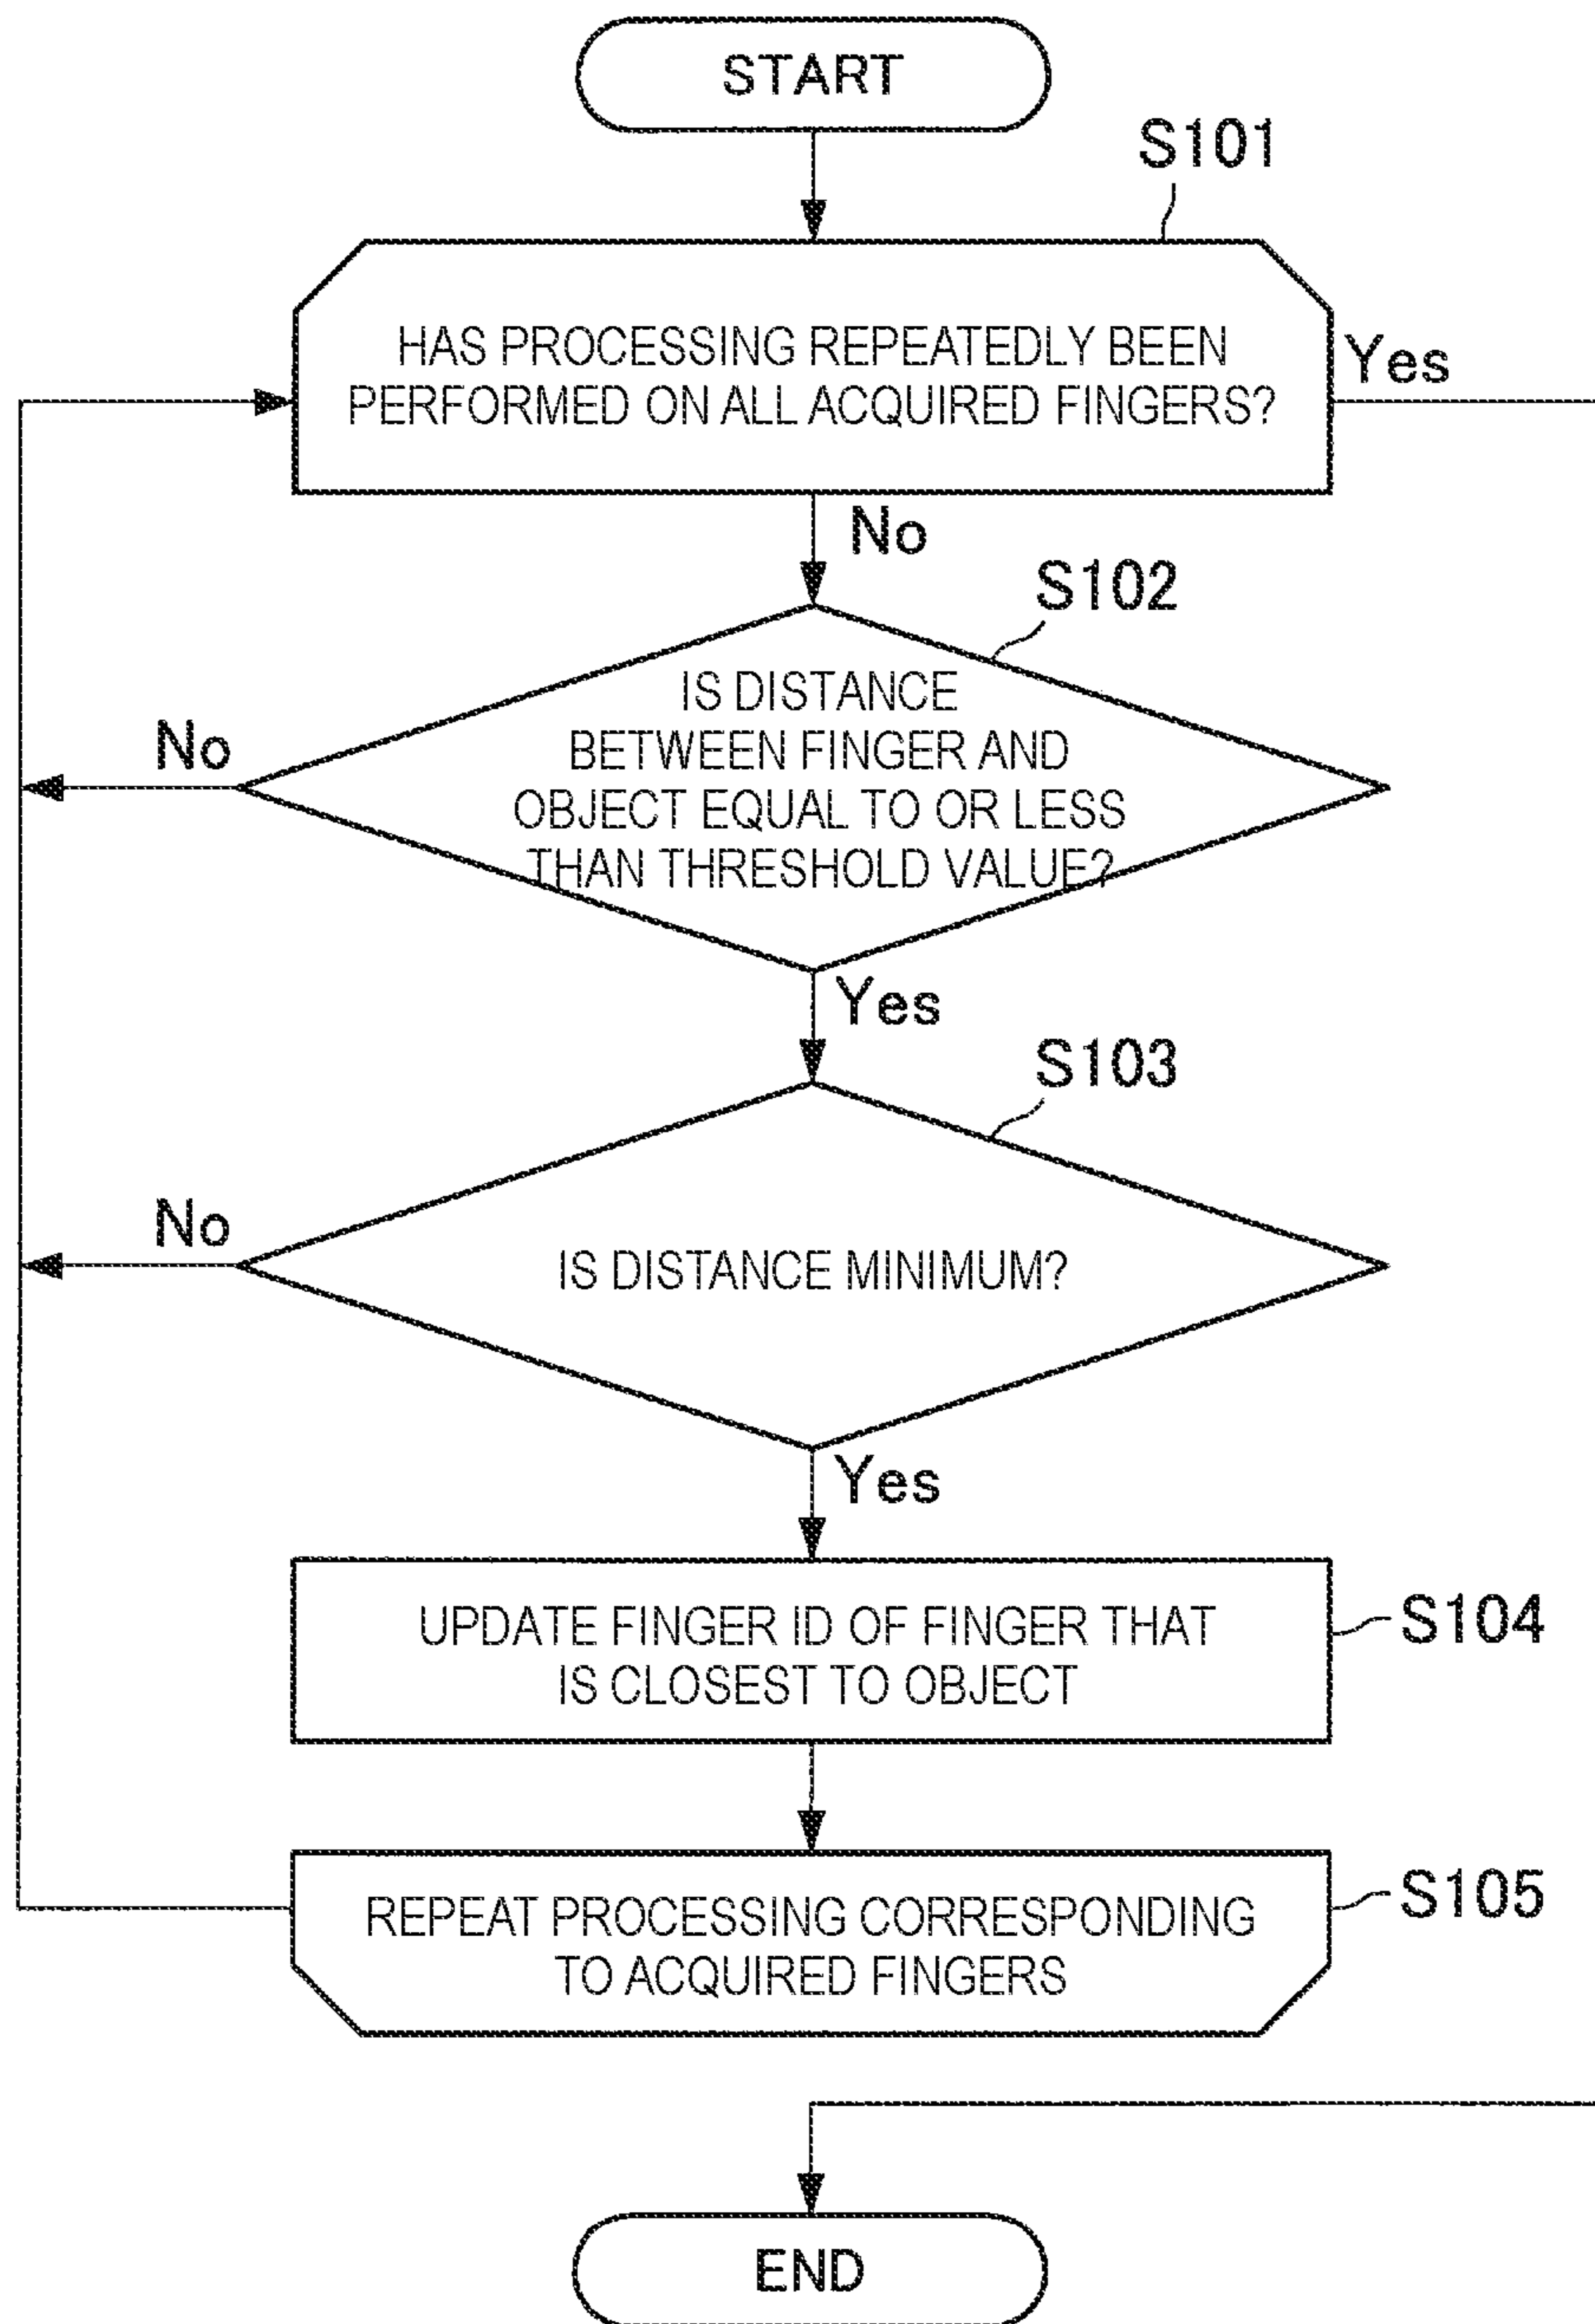 START
S101
HAS PROCESSING REPEATEDLY BEEN
PERFORMED ON ALL ACQUIRED FINGERS?
Yes
No
S102
IS DISTANCE
BETWEEN FINGER AND
OBJECT EQUAL TO OR LESS
THAN THRESHOLD VALUE?
No
Yes
S103
IS DISTANCE MINIMUM?
No
Yes
UPDATE FINGER ID OF FINGER THAT
IS CLOSEST TO OBJECT
S104
REPEAT PROCESSING CORRESPONDING
TO ACQUIRED FINGERS
S105
END